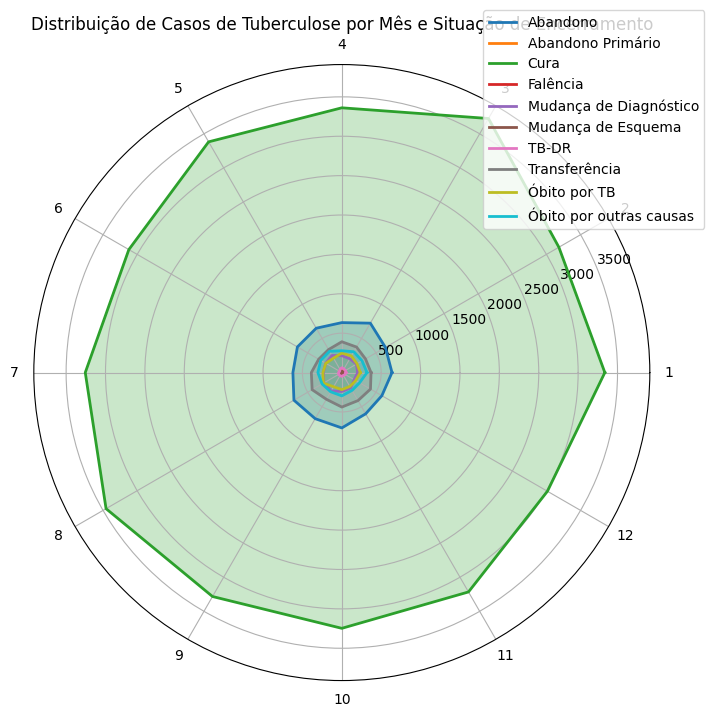 Distribuição de Casos de Tuberculose por Mês e Situação de Encerramento
Abandono
Abandono Primário
Cura
Falência
Mudança de Diagnóstico
Mudança de Esquema
TB-DR
Transferência
Óbito por TB
Óbito por outras causas
4
3
5
2
6
3500
3000
2500
2000
1500
1000
500
7
1
8
12
9
11
10